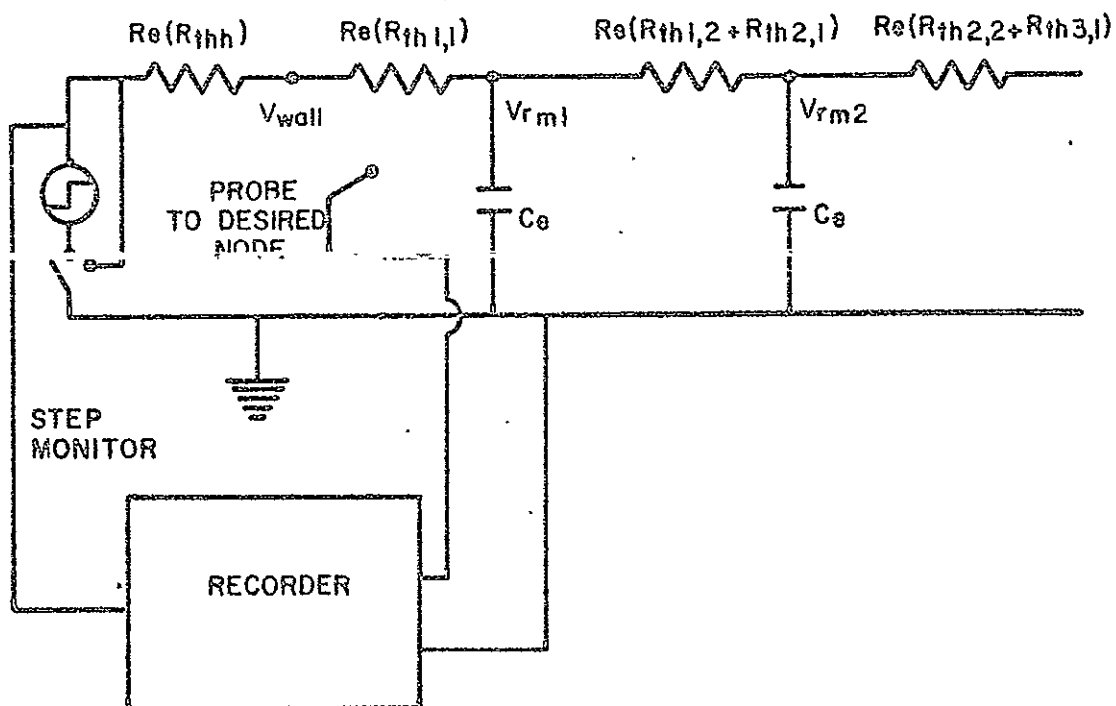 Re(Rthh)
Re(Rth1,1)
Re(Rth1,2+Rth2,1)
Re(Rth2,2+Rth3,1)
Vwall
Vrm1
Vrm2
PROBE
TO DESIRED
NODE
Ce
Ce
STEP
MONITOR
RECORDER